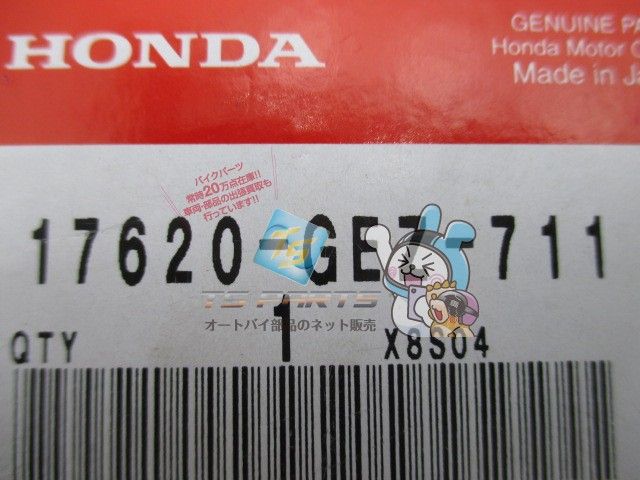 HONDA
GENUINE PA
Honda Motor C
Made in Ja
バイクパーツ
常時20万点在庫!!
車両・部品の出張買取も
行っています!!
17620-GE7-711
TS PARTS
オートバイ部品のネット販売
QTY 1 X8S04